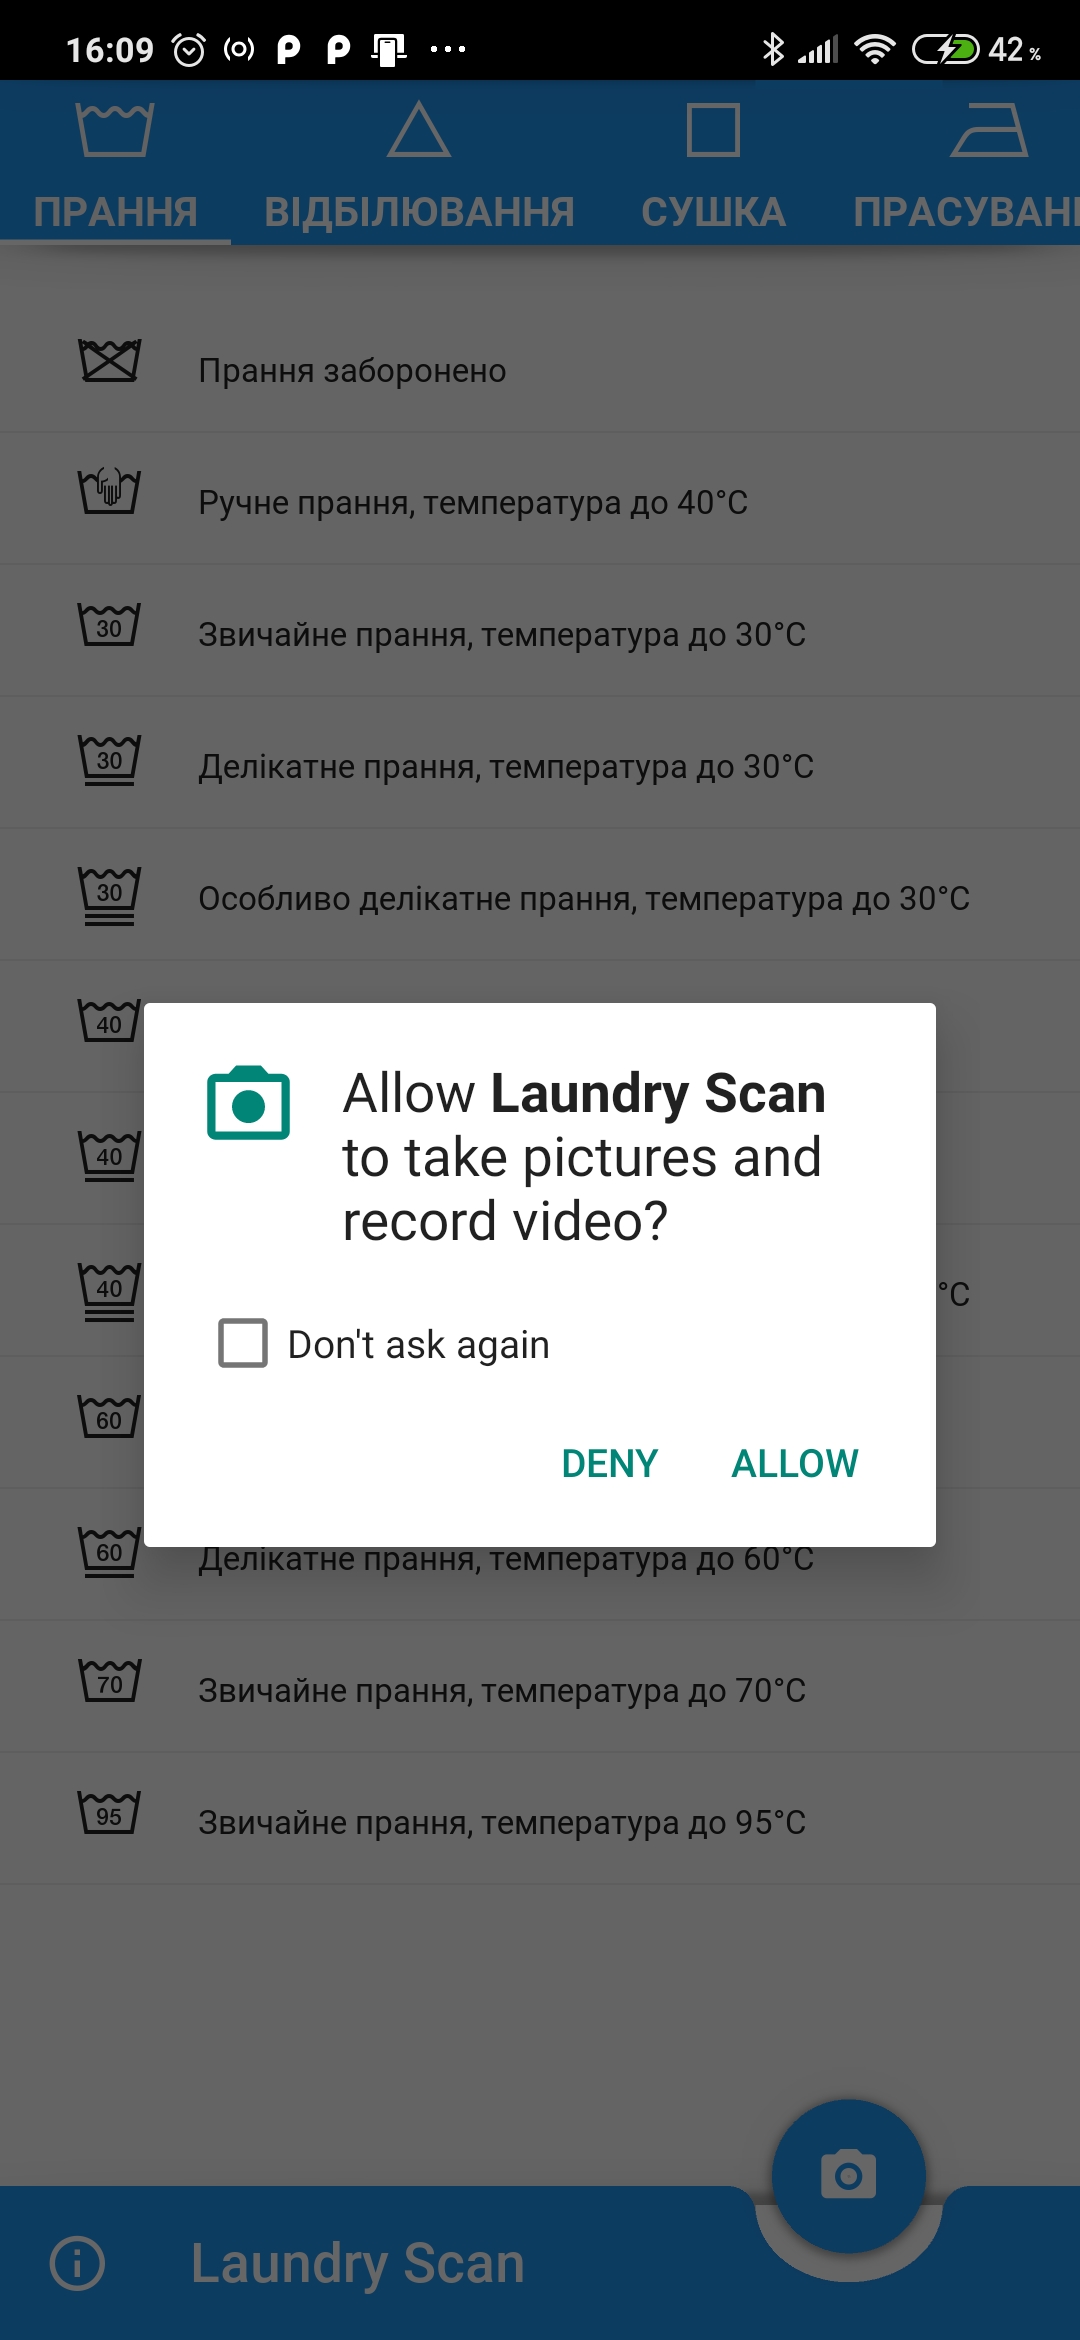 16:09
42 %
ПРАННЯ ВІДБІЛЮВАННЯ СУШКА ПРАСУВАН
Прання заборонено
Ручне прання, температура до 40°C
30 Звичайне прання, температура до 30°C
30 Делікатне прання, температура до 30°C
30 Особливо делікатне прання, температура до 30°C
40
40
40 °C
60
Allow Laundry Scan
to take pictures and
record video?
Don't ask again
DENY ALLOW
60 Делікатне прання, температура до 60°C
70 Звичайне прання, температура до 70°C
95 Звичайне прання, температура до 95°C
Laundry Scan